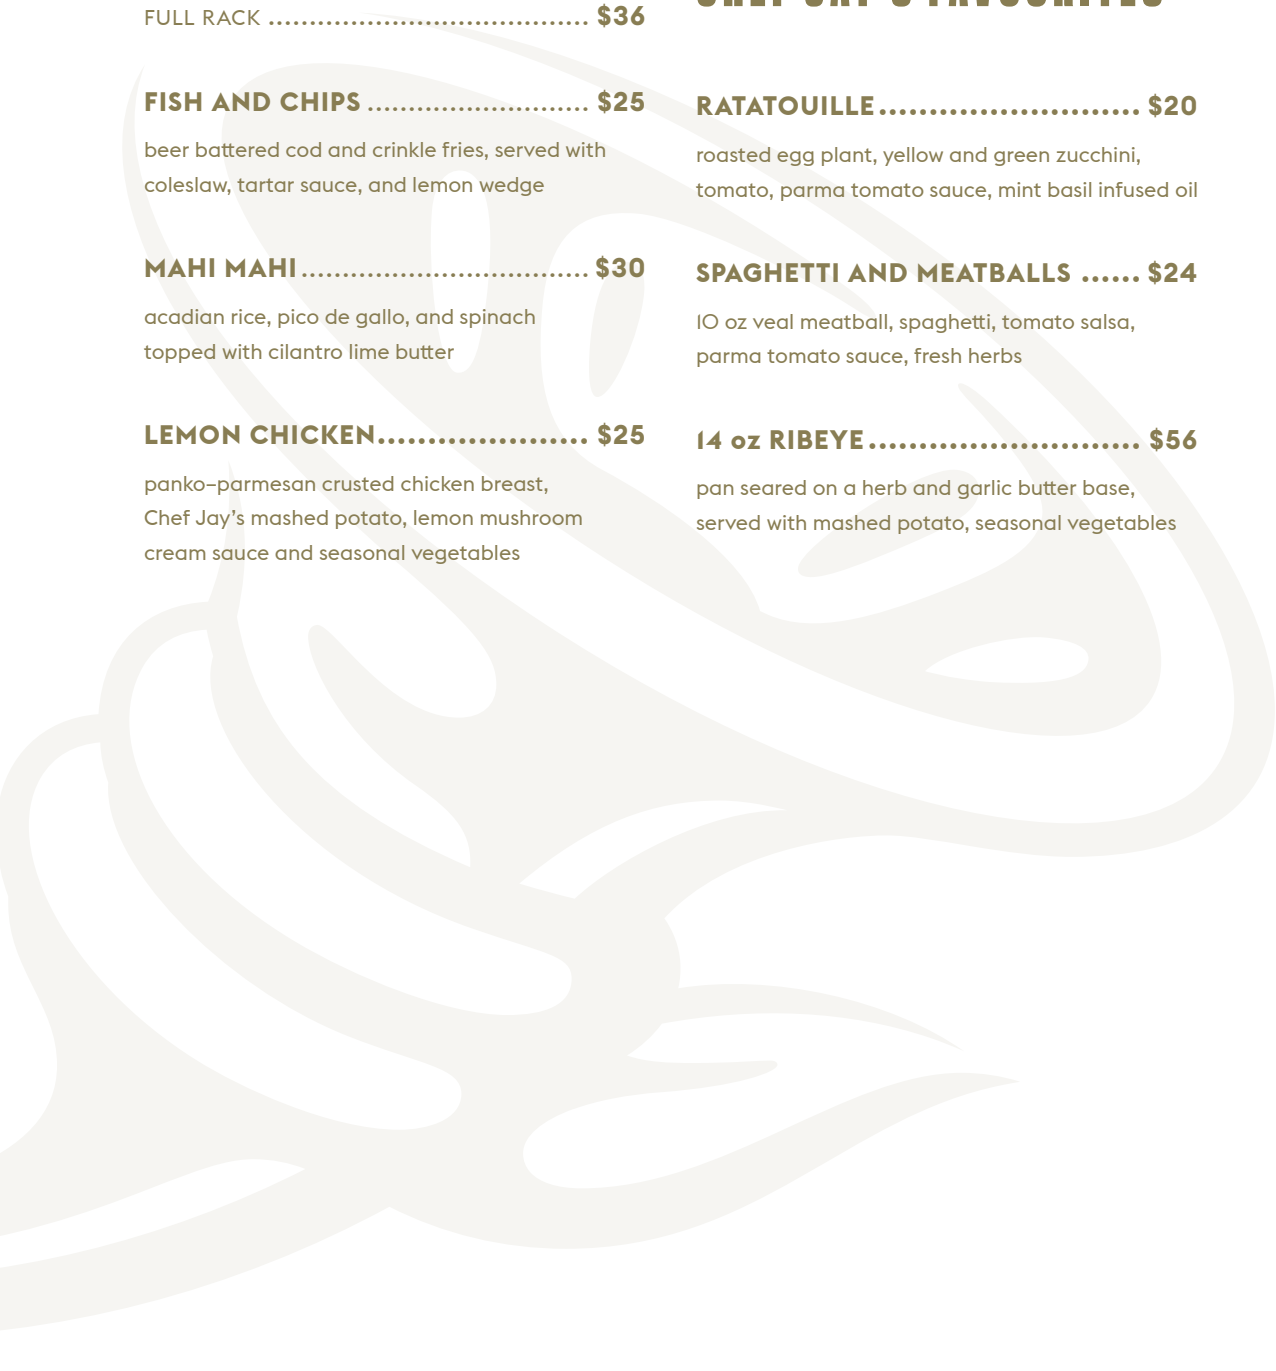 FULL RACK ....................................... $36
FISH AND CHIPS ........................... $25
beer battered cod and crinkle fries, served with
coleslaw, tartar sauce, and lemon wedge
MAHI MAHI ................................... $30
acadian rice, pico de gallo, and spinach
topped with cilantro lime butter
LEMON CHICKEN..................... $25
panko–parmesan crusted chicken breast,
Chef Jay’s mashed potato, lemon mushroom
cream sauce and seasonal vegetables
CHEF JAY'S FAVOURITES
RATATOUILLE.......................... $20
roasted egg plant, yellow and green zucchini,
tomato, parma tomato sauce, mint basil infused oil
SPAGHETTI AND MEATBALLS ...... $24
10 oz veal meatball, spaghetti, tomato salsa,
parma tomato sauce, fresh herbs
14 oz RIBEYE ........................... $56
pan seared on a herb and garlic butter base,
served with mashed potato, seasonal vegetables